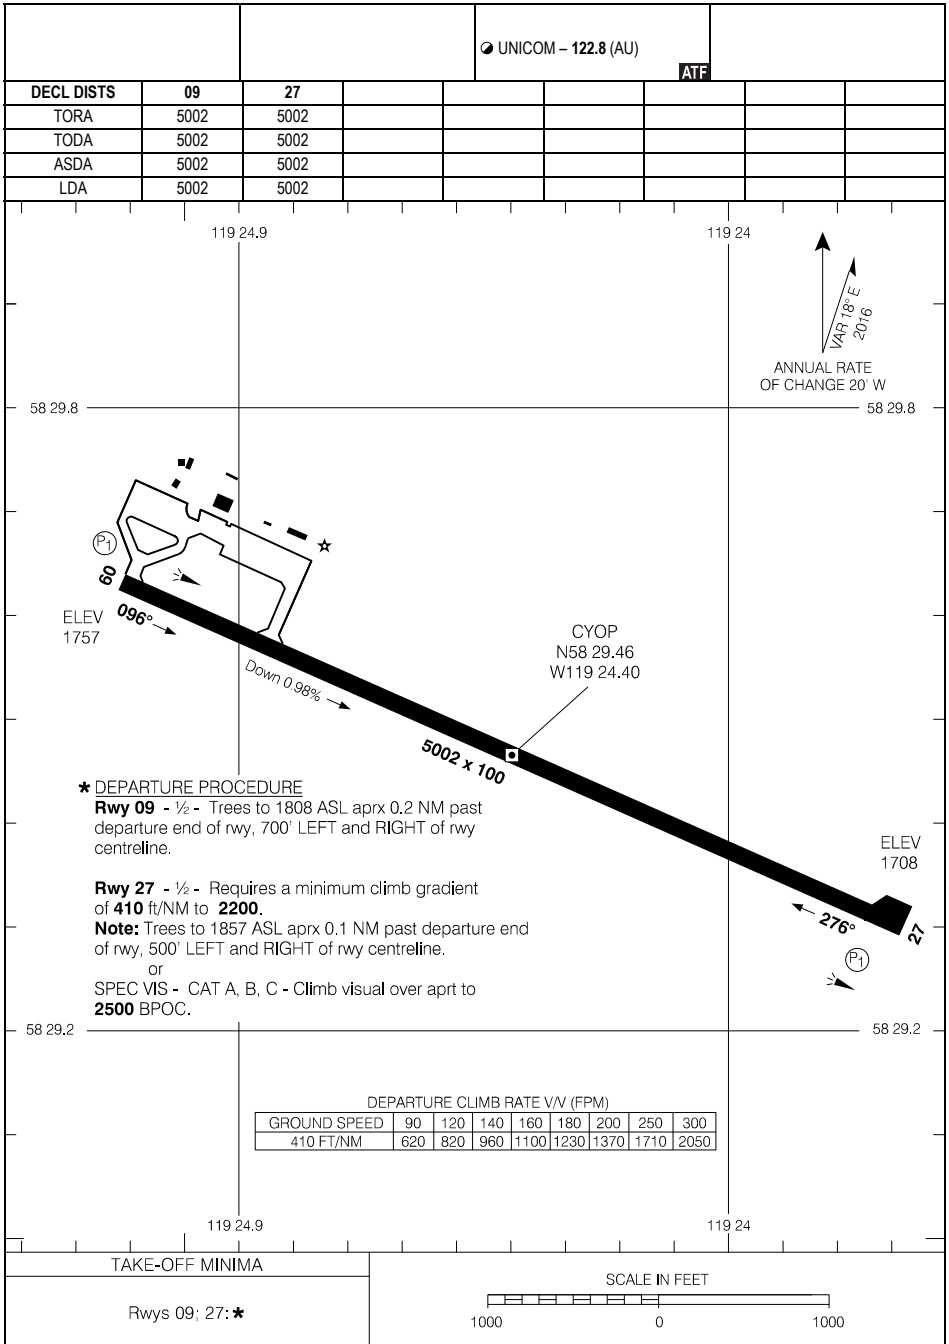 UNICOM – 122.8 (AU)
ATF
DECL DISTS 09 27
TORA 5002 5002
TODA 5002 5002
ASDA 5002 5002
LDA 5002 5002
119 24.9 119 24
VAR 18° E
2016
ANNUAL RATE
OF CHANGE 20' W
58 29.8 58 29.8
P1
09
ELEV
1757
096°
Down 0.98%
CYOP
N58 29.46
W119 24.40
5002 x 100
* DEPARTURE PROCEDURE
Rwy 09 - ½ - Trees to 1808 ASL aprx 0.2 NM past
departure end of rwy, 700' LEFT and RIGHT of rwy
centreline.
Rwy 27 - ½ - Requires a minimum climb gradient
of 410 ft/NM to 2200.
Note: Trees to 1857 ASL aprx 0.1 NM past departure end
of rwy, 500' LEFT and RIGHT of rwy centreline.
or
SPEC VIS - CAT A, B, C - Climb visual over aprt to
2500 BPOC.
ELEV
1708
276°
27
P1
58 29.2 58 29.2
DEPARTURE CLIMB RATE V/V (FPM)
GROUND SPEED 90 120 140 160 180 200 250 300
410 FT/NM 620 820 960 1100 1230 1370 1710 2050
119 24.9 119 24
TAKE-OFF MINIMA
Rwys 09; 27: *
SCALE IN FEET
1000 0 1000